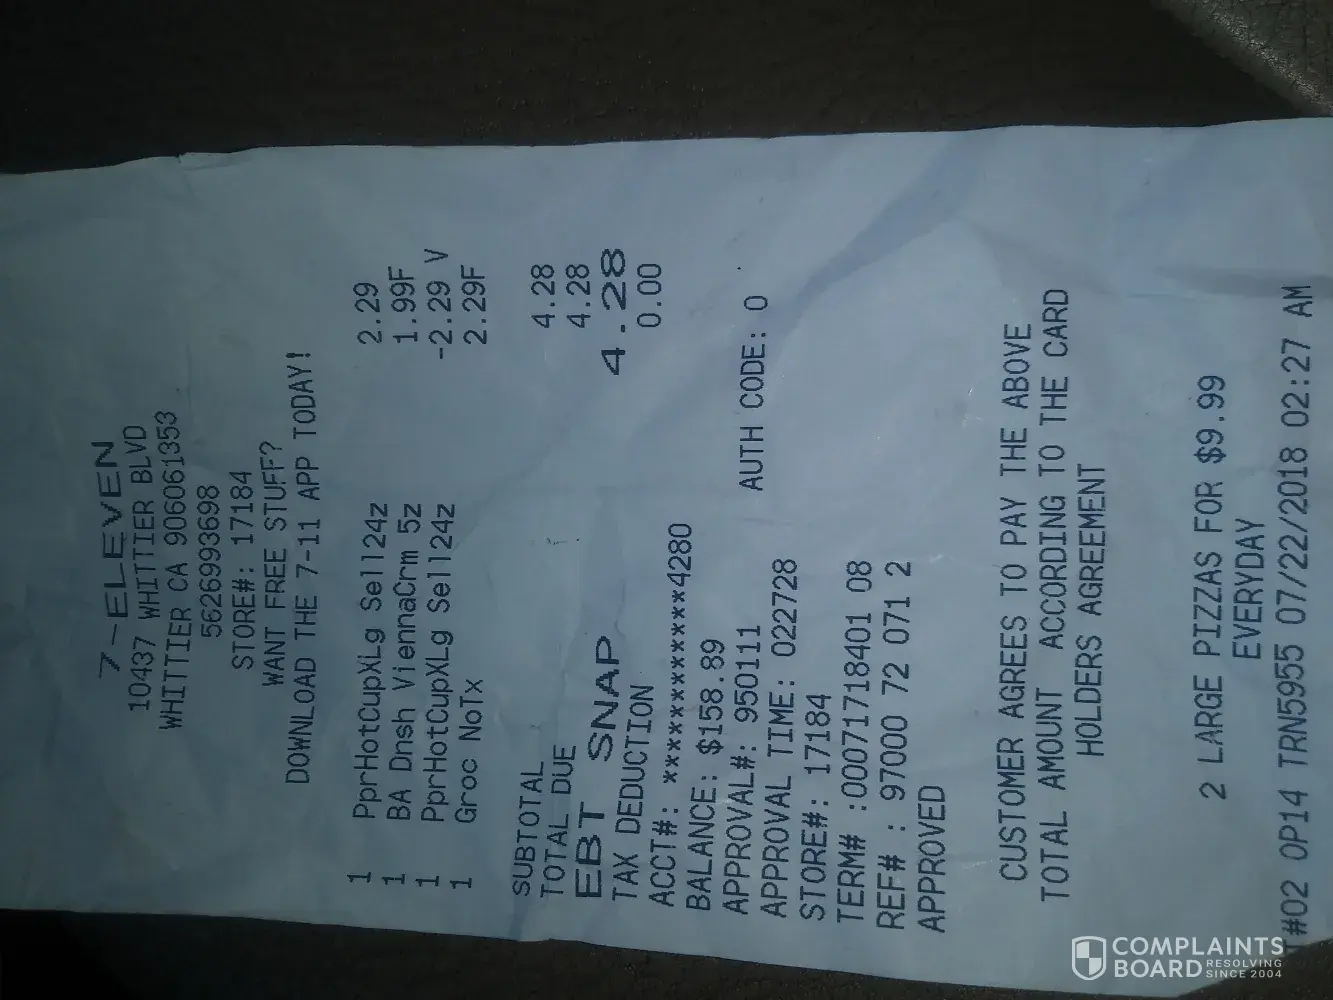 7-ELEVEN
10437 WHITTIER BLVD
WHITTIER CA 906061353
5626993698
STORE#: 17184
WANT FREE STUFF?
DOWNLOAD THE 7-11 APP TODAY!
1 PprHotCupXLg Sell24z 2.29
1 BA Dnsh ViennaCrm 5z 1.99F
1 PprHotCupXLg Sell24z -2.29 V
1 Groc NoTx 2.29F
SUBTOTAL 4.28
TOTAL DUE 4.28
EBT SNAP 4.28
TAX DEDUCTION 0.00
ACCT#: ************4280
BALANCE: $158.89
APPROVAL#: 950111 AUTH CODE: 0
APPROVAL TIME: 022728
STORE#: 17184
TERM# :00071718401 08
REF# : 97000 72 071 2
APPROVED
CUSTOMER AGREES TO PAY THE ABOVE
TOTAL AMOUNT ACCORDING TO THE CARD
HOLDERS AGREEMENT
2 LARGE PIZZAS FOR $9.99
EVERYDAY
T#02 OP14 TRN5955 07/22/2018 02:27 AM
COMPLAINTS
BOARD RESOLVING
SINCE 2004